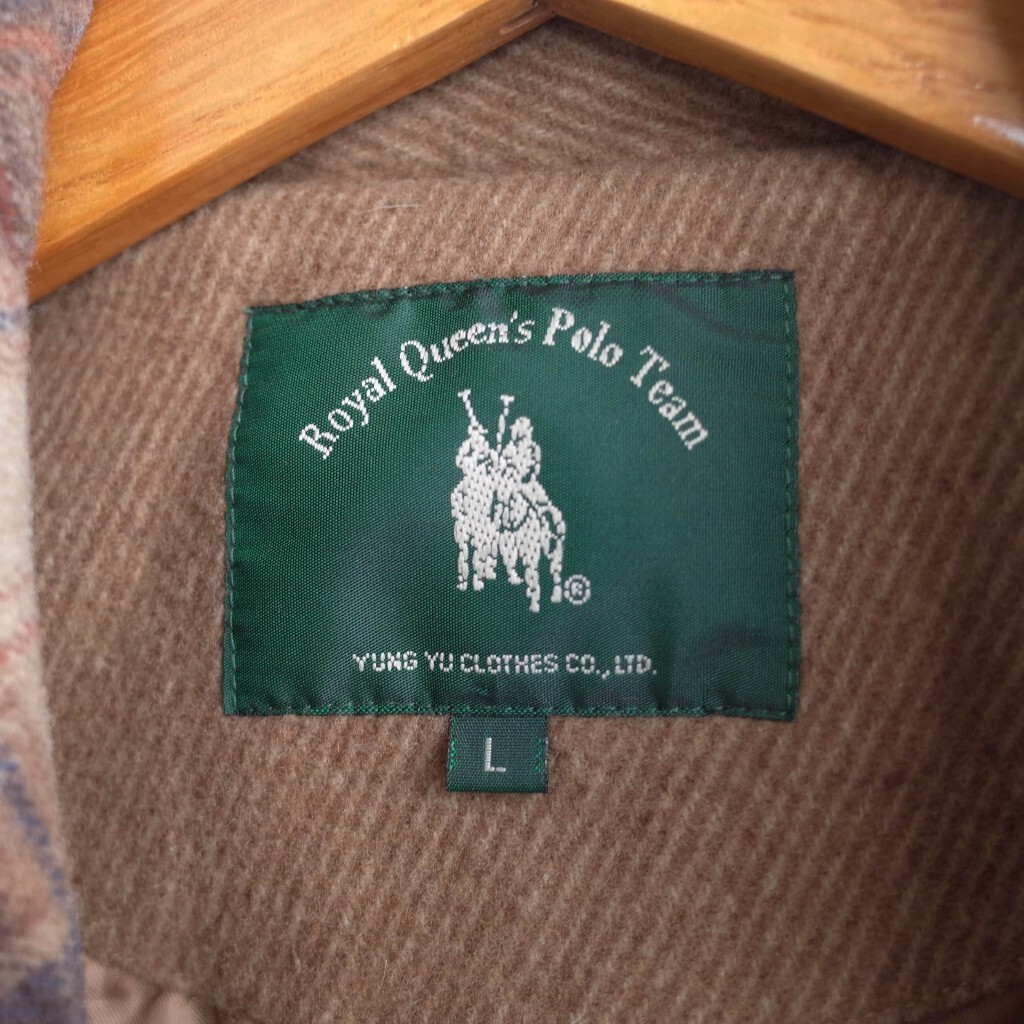 Royal Queen's Polo Team
®
YUNG YU CLOTHES CO., LTD.
L